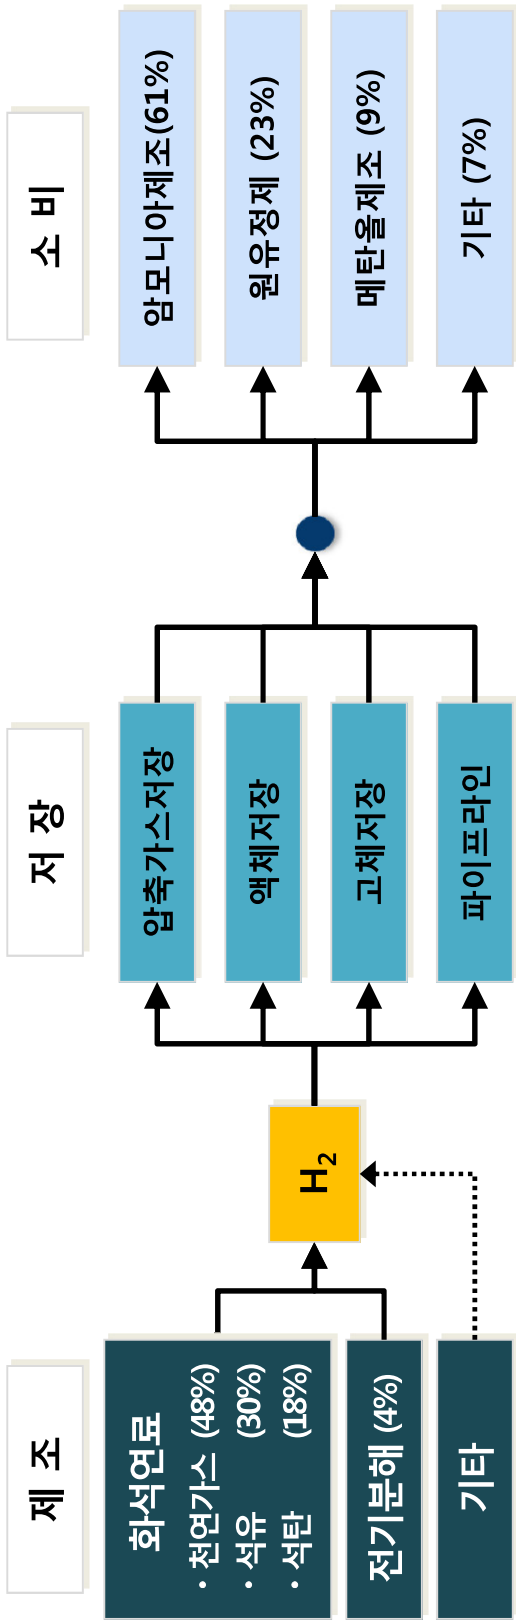 제 조
화석연료
· 천연가스 (48%)
· 석유 (30%)
· 석탄 (18%)
전기분해 (4%)
기타
H₂
저 장
압축가스저장
액체저장
고체저장
파이프라인
소 비
암모니아제조(61%)
원유정제 (23%)
메탄올제조 (9%)
기타 (7%)